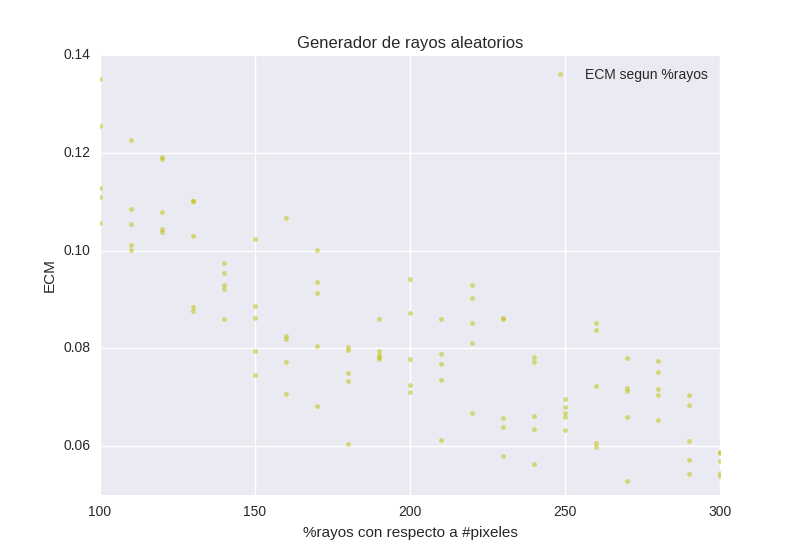 Generador de rayos aleatorios
ECM segun %rayos
0.14
0.12
0.10
0.08
0.06
ECM
100 150 200 250 300
%rayos con respecto a #pixeles